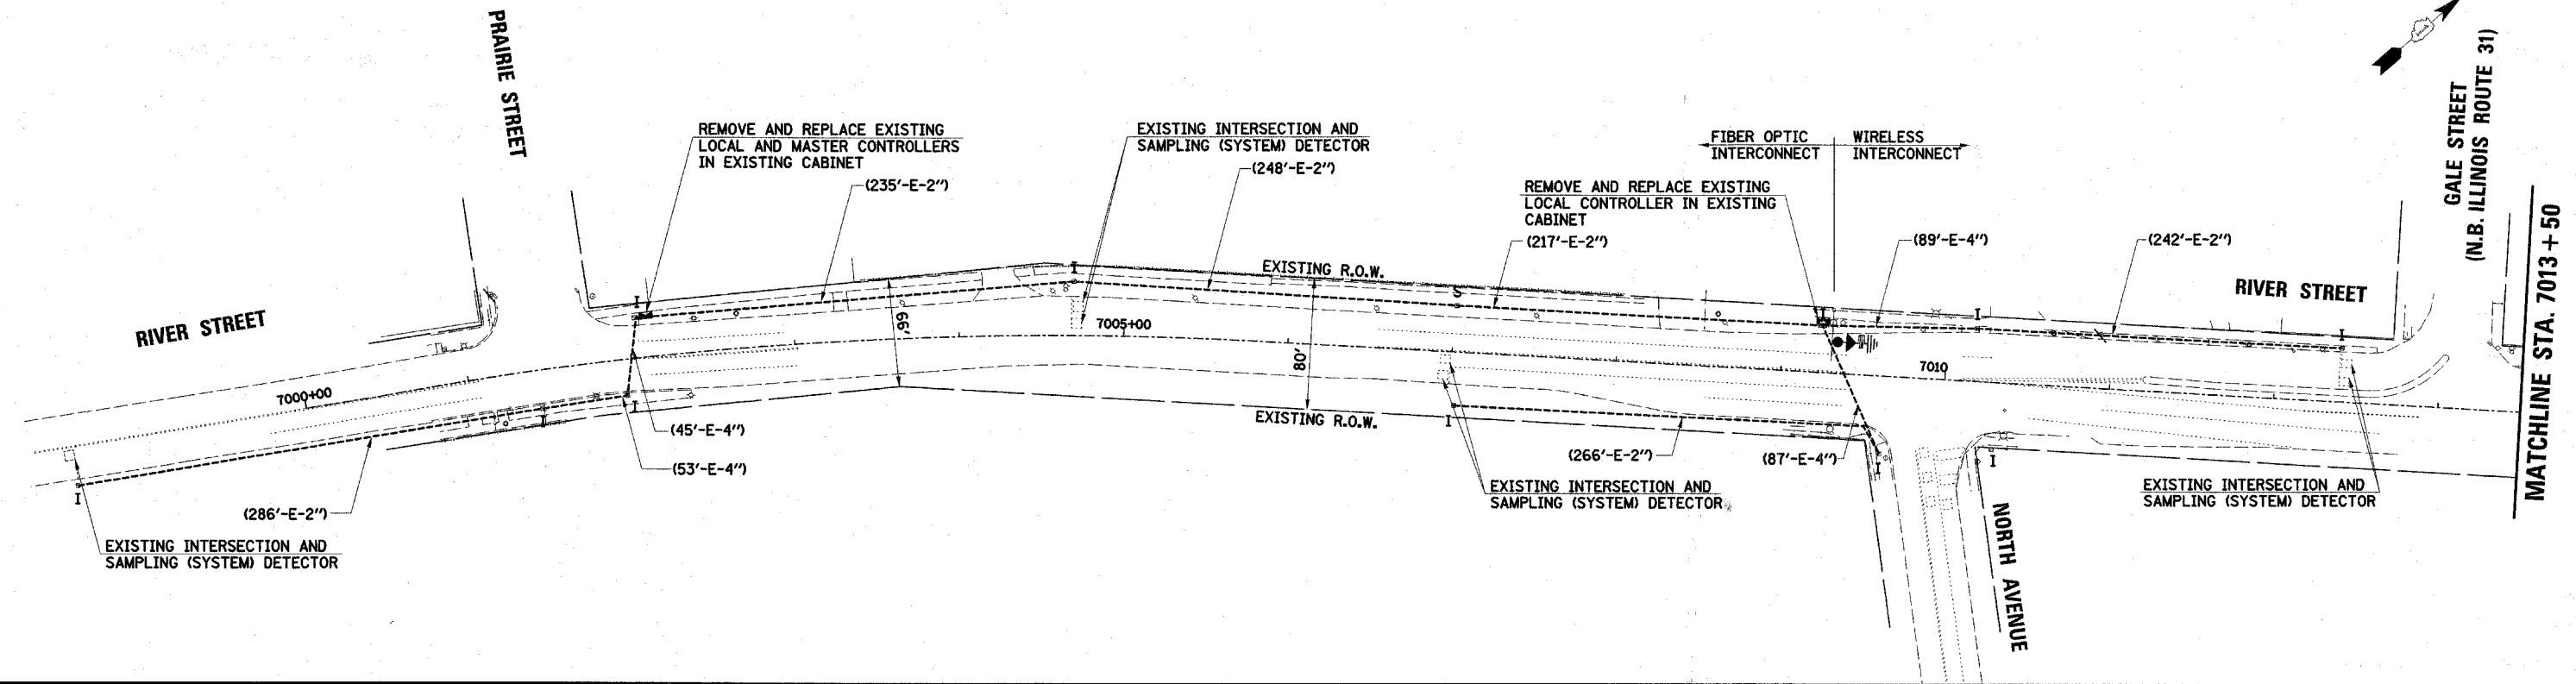 PRAIRIE STREET
REMOVE AND REPLACE EXISTING
LOCAL AND MASTER CONTROLLERS
IN EXISTING CABINET
(235'-E-2")
EXISTING INTERSECTION AND
SAMPLING (SYSTEM) DETECTOR
(248'-E-2")
FIBER OPTIC
INTERCONNECT
WIRELESS
INTERCONNECT
REMOVE AND REPLACE EXISTING
LOCAL CONTROLLER IN EXISTING
CABINET
(217'-E-2")
(89'-E-4")
(242'-E-2")
GALE STREET
(N.B. ILLINOIS ROUTE 31)
MATCHLINE STA. 7013+50
RIVER STREET
EXISTING R.O.W.
S
RIVER STREET
66'
7005+00
80'
7010
7000+00
EXISTING R.O.W.
(45'-E-4")
(53'-E-4")
(266'-E-2")
(87'-E-4")
(286'-E-2")
EXISTING INTERSECTION AND
SAMPLING (SYSTEM) DETECTOR
EXISTING INTERSECTION AND
SAMPLING (SYSTEM) DETECTOR
EXISTING INTERSECTION AND
SAMPLING (SYSTEM) DETECTOR
NORTH AVENUE
I
I
I
I
I
I
I
I
I
I
I